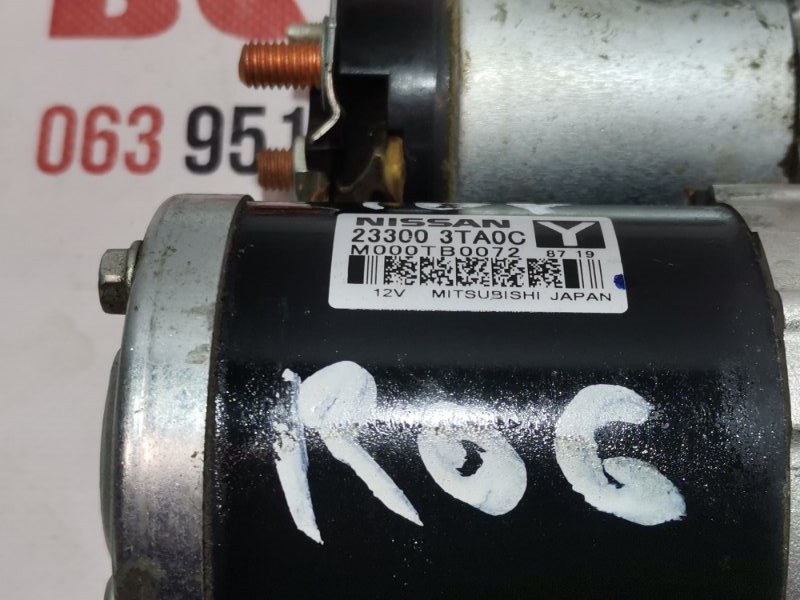 063 951
NISSAN
23300 3TA0C Y
M000TB0072 87 19
12V MITSUBISHI JAPAN
ROG